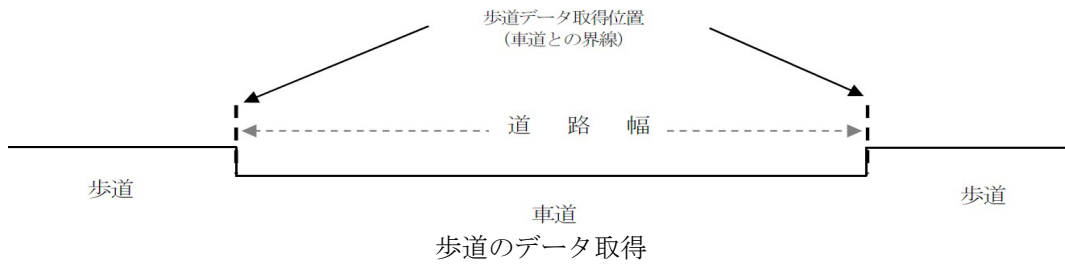 歩道データ取得位置
(車道との界線)
道 路 幅
歩道
歩道
車道
歩道のデータ取得